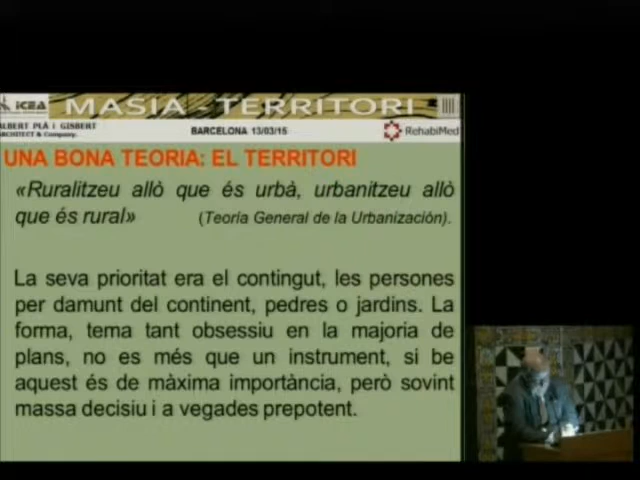 iCEA MASIA - TERRITORI
ALBERT PLÀ i GISBERT
ARCHITECT & Company.
BARCELONA 13/03/15
RehabiMed
UNA BONA TEORIA: EL TERRITORI
«Ruralitzeu allò que és urbà, urbanitzeu allò
que és rural» (Teoria General de la Urbanización).
La seva prioritat era el contingut, les persones
per damunt del continent, pedres o jardins. La
forma, tema tant obsessiu en la majoria de
plans, no es més que un instrument, si be
aquest és de màxima importància, però sovint
massa decisiu i a vegades prepotent.